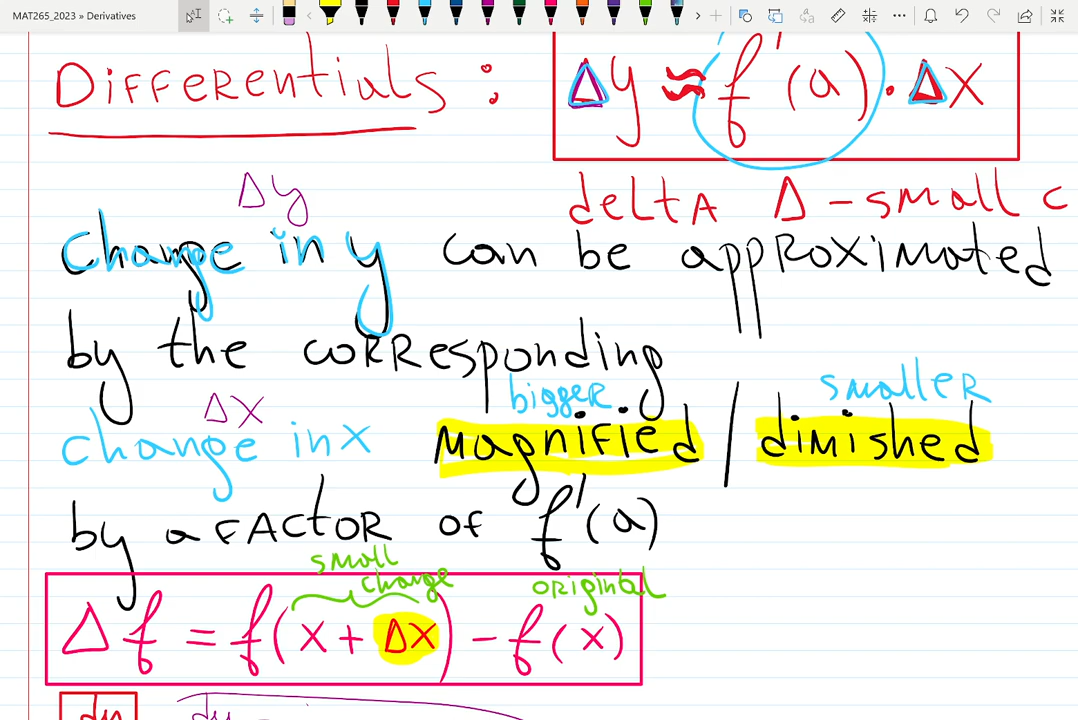 MAT265_2023 » Derivatives
Differentials : Δy ≈ f'(a) · Δx
delta Δ - small c
Δy
change in y can be approximated
by the corresponding
bigger smaller
Δx
change in x magnified / dimished
by a factor of f'(a)
small
change origintal
Δf = f(x + Δx) - f(x)